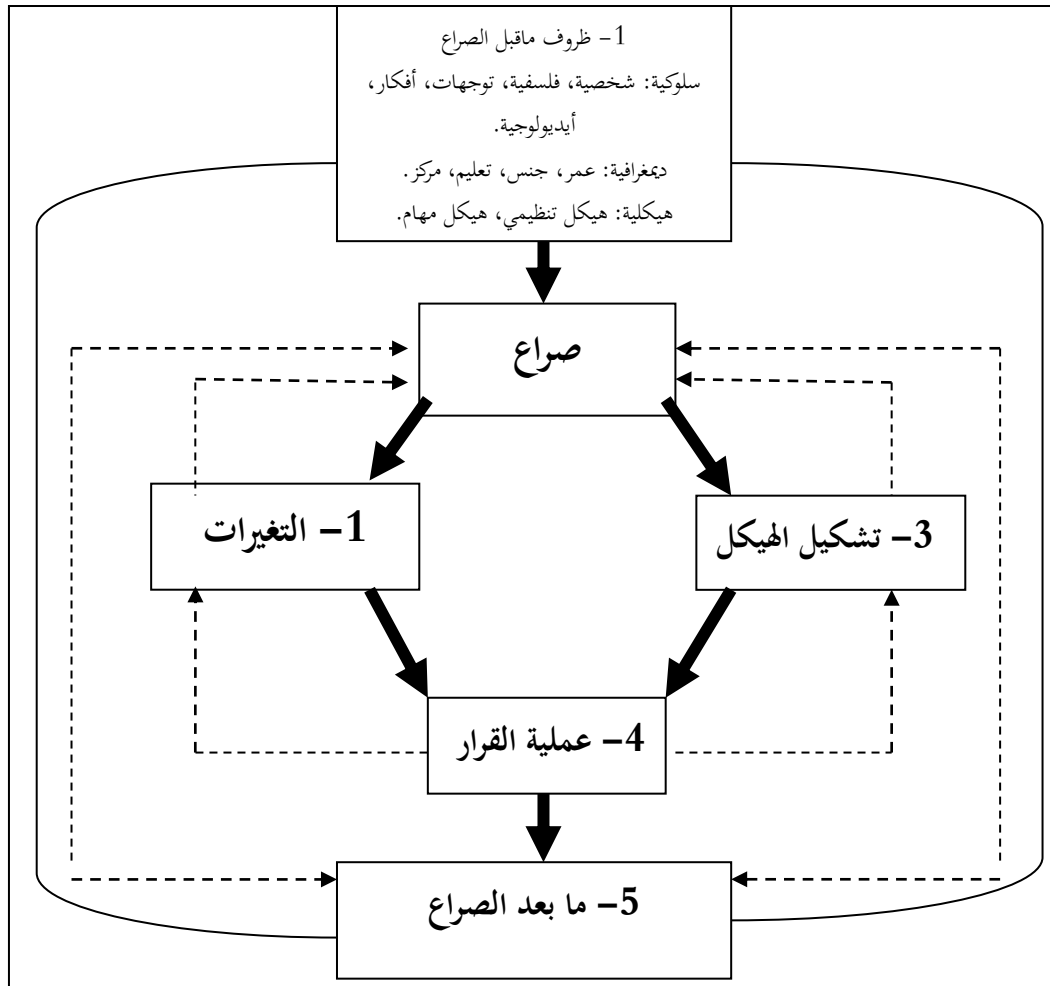 1- ظروف ماقبل الصراع
سلوكية: شخصية، فلسفية، توجهات، أفكار،
أيديولوجية.
ديمغرافية: عمر، جنس، تعليم، مركز.
هيكلية: هيكل تنظيمي، هيكل مهام.
صراع
3- تشكيل الهيكل
1- التغيرات
4- عملية القرار
5- ما بعد الصراع